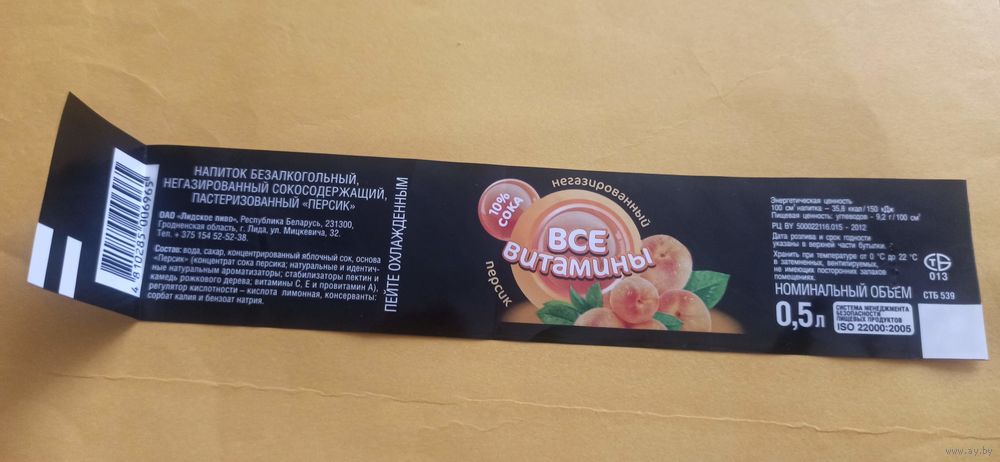 4810285006965
НАПИТОК БЕЗАЛКОГОЛЬНЫЙ,
НЕГАЗИРОВАННЫЙ СОКОСОДЕРЖАЩИЙ,
ПАСТЕРИЗОВАННЫЙ «ПЕРСИК»
ОАО «Лидское пиво», Республика Беларусь, 231300,
Гродненская область, г. Лида, ул. Мицкевича, 32.
Тел. + 375 154 52-52-38.
Состав: вода, сахар, концентрированный яблочный сок, основа
«Персик» (концентрат сока персика; натуральные и идентич-
ные натуральным ароматизаторы; стабилизаторы пектин и
камедь рожкового дерева; витамины С, Е и провитамин А),
регулятор кислотности – кислота лимонная, консерванты:
сорбат калия и бензоат натрия.
ПЕЙТЕ ОХЛАЖДЕННЫМ
10%
СОКА
негазированный
ВСЕ
витамины
персик
Энергетическая ценность
100 см³ напитка – 35,8 ккал/ 150 кДж
Пищевая ценность: углеводов – 9,2 г/ 100 см³
РЦ BY 500022116.015 - 2012
Дата розлива и срок годности
указаны в верхней части бутылки.
Хранить при температуре от 0 °С до 22 °С
в затемненных, вентилируемых,
не имеющих посторонних запахов
помещениях.
НОМИНАЛЬНЫЙ ОБЪЕМ
0,5л
СИСТЕМА МЕНЕДЖМЕНТА
БЕЗОПАСНОСТИ
ПИЩЕВЫХ ПРОДУКТОВ
ISO 22000:2005
013
СТБ 539
www.ay.by